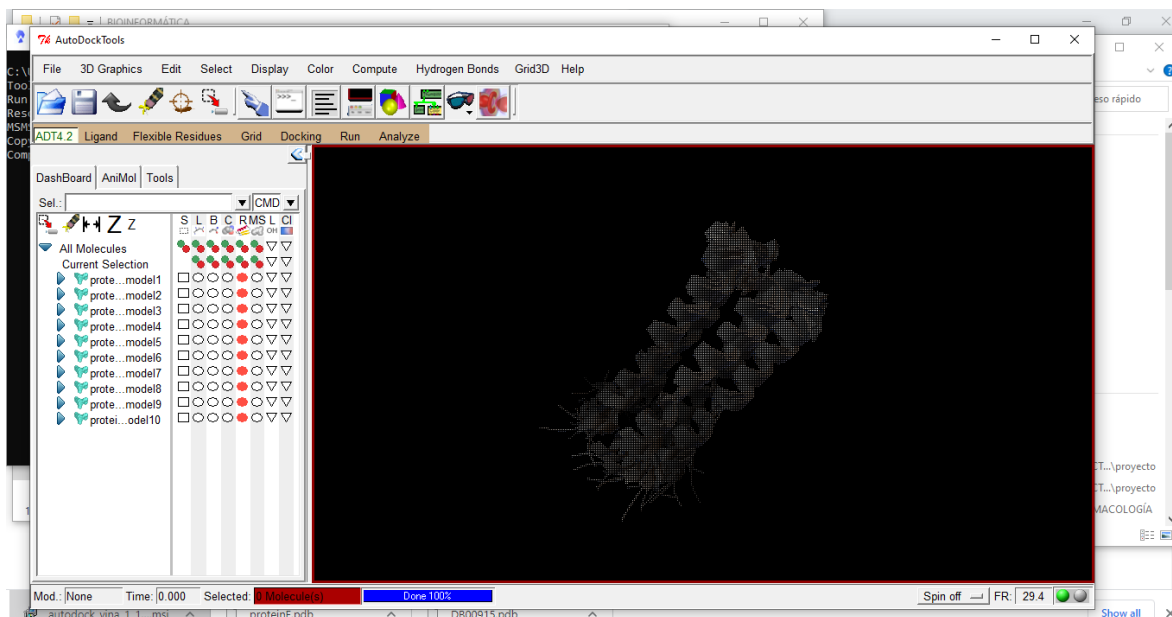 BIOINFORMÁTICA
AutoDockTools
File 3D Graphics Edit Select Display Color Compute Hydrogen Bonds Grid3D Help
ADT4.2 Ligand Flexible Residues Grid Docking Run Analyze
DashBoard AniMol Tools
Sel.: CMD
Z Z S L B C R MS L Cl
OH
All Molecules
Current Selection
prote...model1
prote...model2
prote...model3
prote...model4
prote...model5
prote...model6
prote...model7
prote...model8
prote...model9
protei...odel10
Mod.: None Time: 0.000 Selected: 0 Molecule(s) Done 100% Spin off FR: 29.4
C:\
Too
Run
Reso
MSM
Cop
Com
eso rápido
CT...\proyecto
CT...\proyecto
MACOLOGÍA
autodock_vina_1_1_.msi proteinE.pdb DB00915.pdb Show all